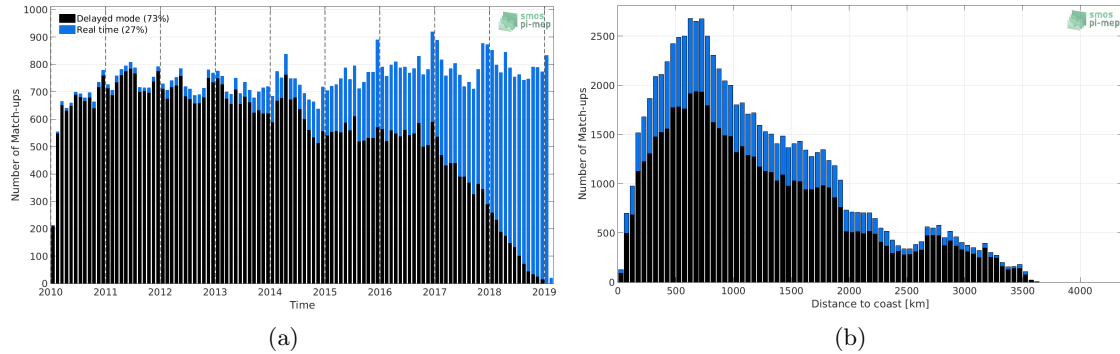 1000
900
800
700
600
500
400
300
200
100
0
Number of Match-ups
Delayed mode (73%)
Real time (27%)
smos
pi-mep
2010 2011 2012 2013 2014 2015 2016 2017 2018 2019
Time
(a)
2500
2000
1500
1000
500
0
Number of Match-ups
smos
pi-mep
0 500 1000 1500 2000 2500 3000 3500 4000
Distance to coast [km]
(b)